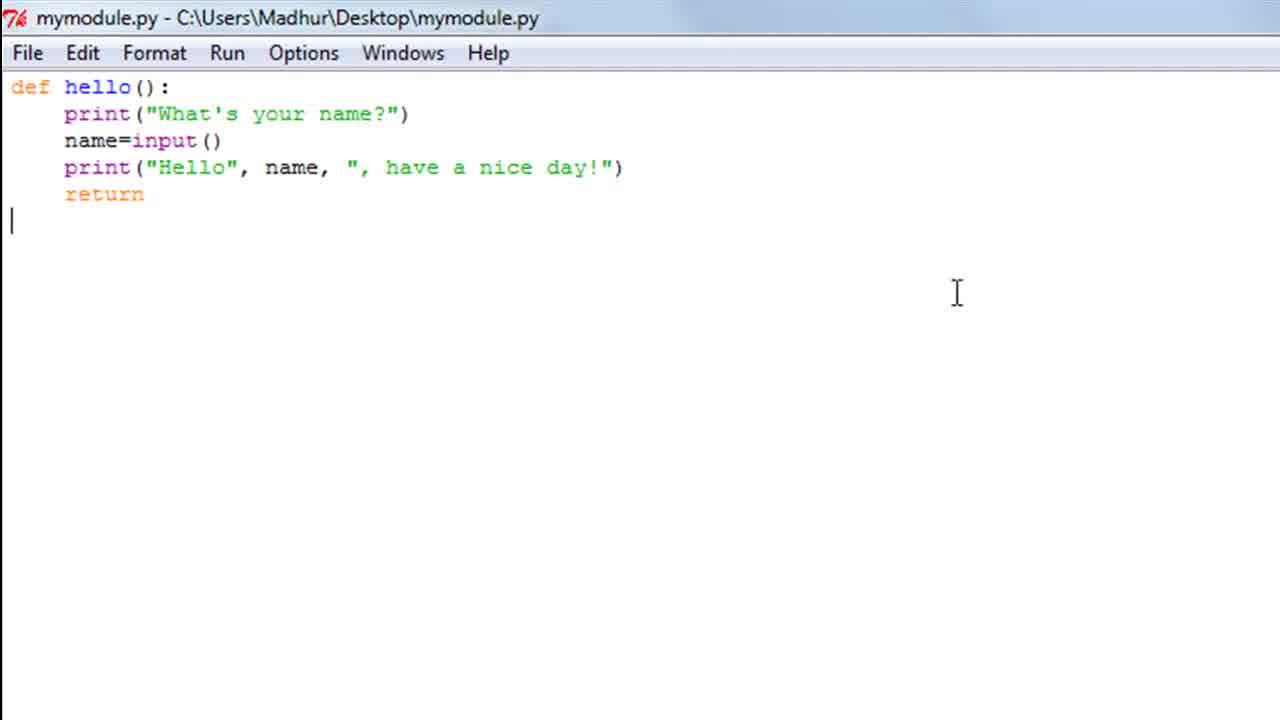 mymodule.py - C:\Users\Madhur\Desktop\mymodule.py
File Edit Format Run Options Windows Help
def hello():
    print("What's your name?")
    name=input()
    print("Hello", name, ", have a nice day!")
    return